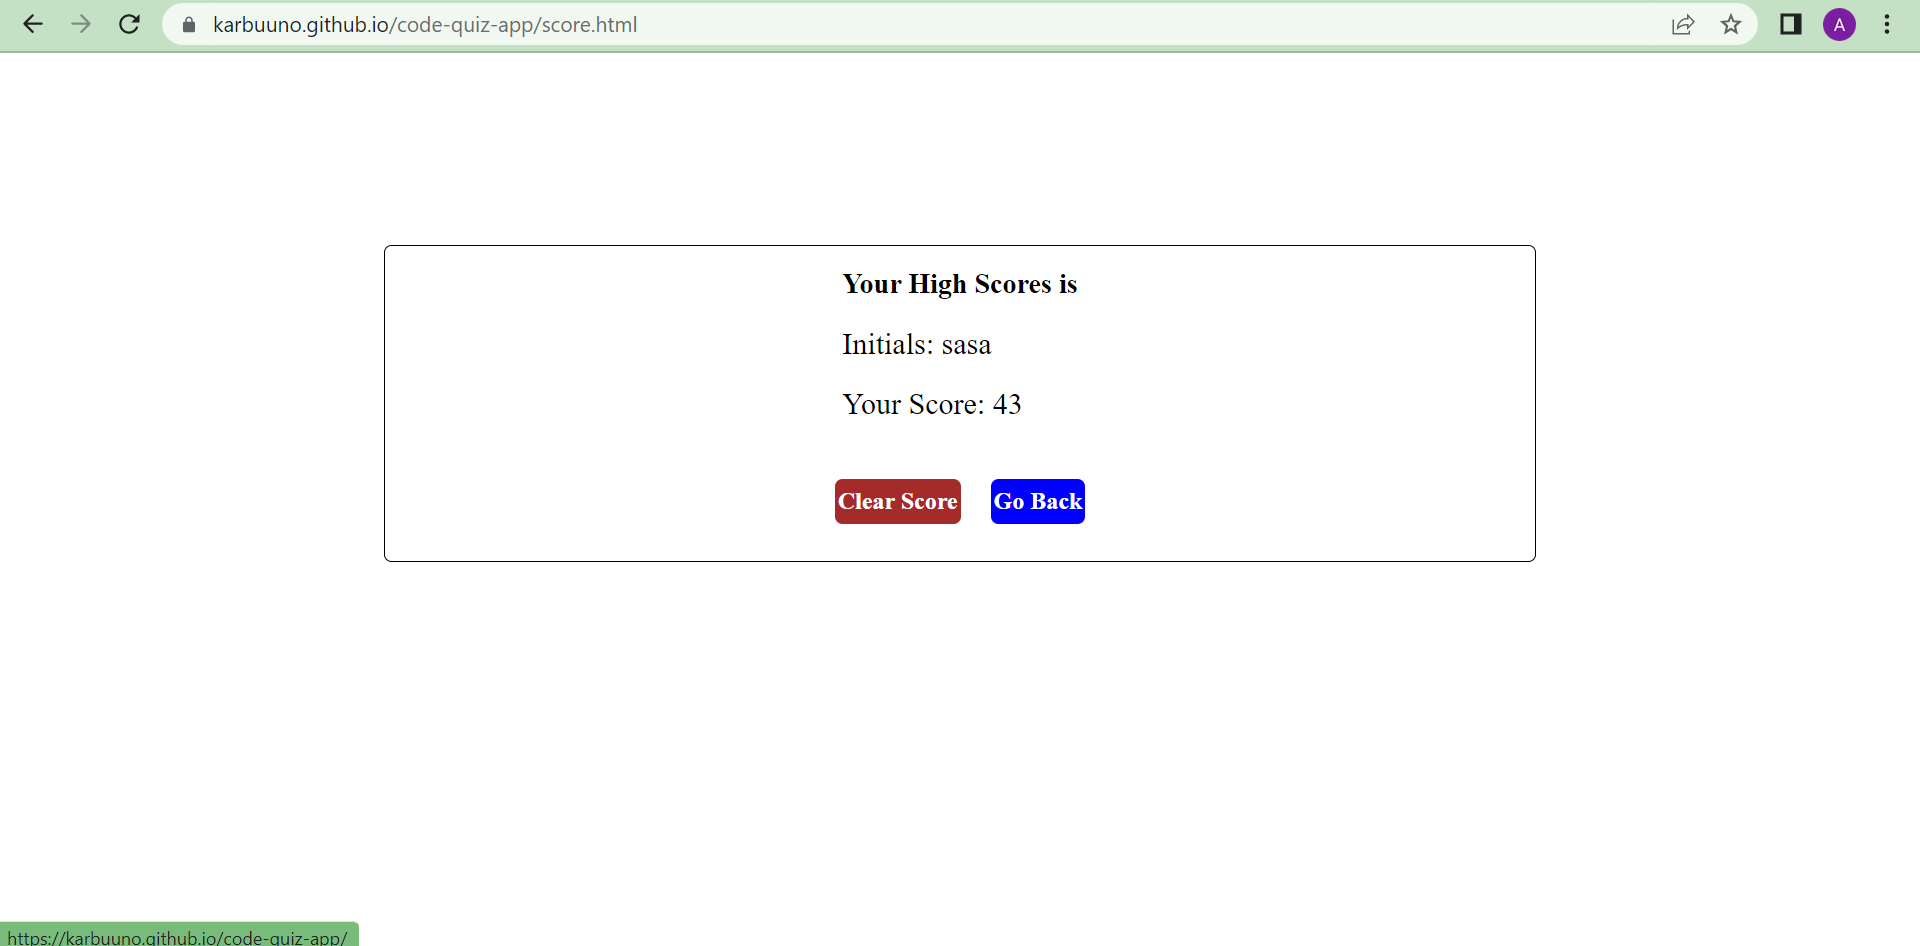 karbuuno.github.io/code-quiz-app/score.html
A
Your High Scores is
Initials: sasa
Your Score: 43
Clear Score Go Back
https://karbuuno.github.io/code-quiz-app/